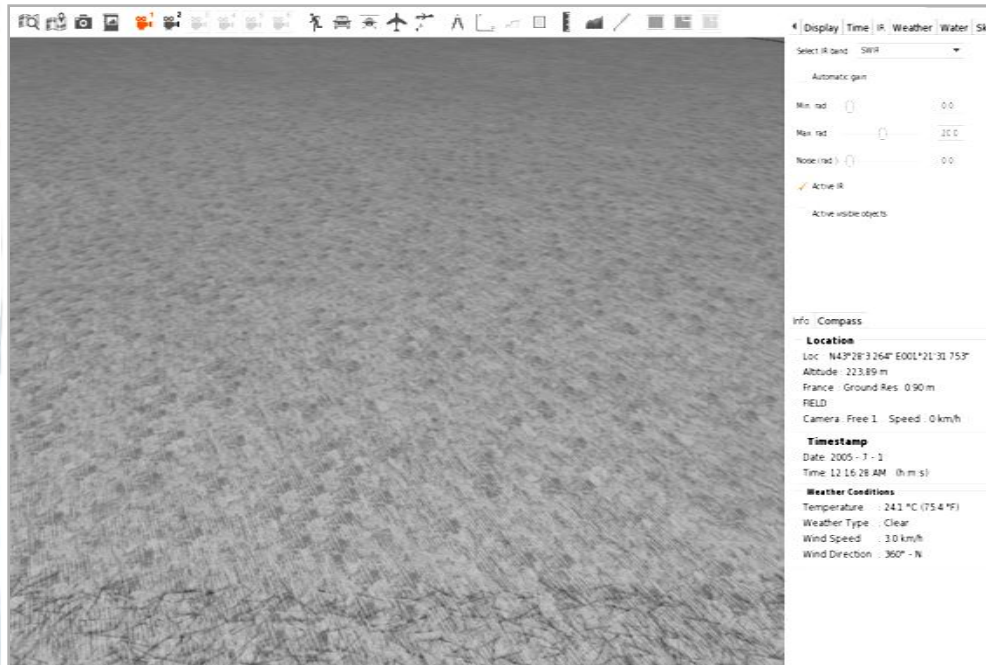 Display Time IR Weather Water Sk
Select IR band SWIR
Automatic gain
Min. rad 0.0
Max. rad 20.0
Noise (rad) 0.0
Active IR
Active visible objects
Info Compass
Location
Loc : N43°28'3.264" E001°21'31.753"
Altitude : 223,89 m
France : Ground Res. 0.90 m
FIELD
Camera : Free 1 Speed : 0 km/h
Timestamp
Date: 2005 - 7 - 1
Time: 12:16:28 AM (h:m:s)
Weather Conditions
Temperature : 24.1 °C (75.4 °F)
Weather Type : Clear
Wind Speed : 3.0 km/h
Wind Direction : 360° - N